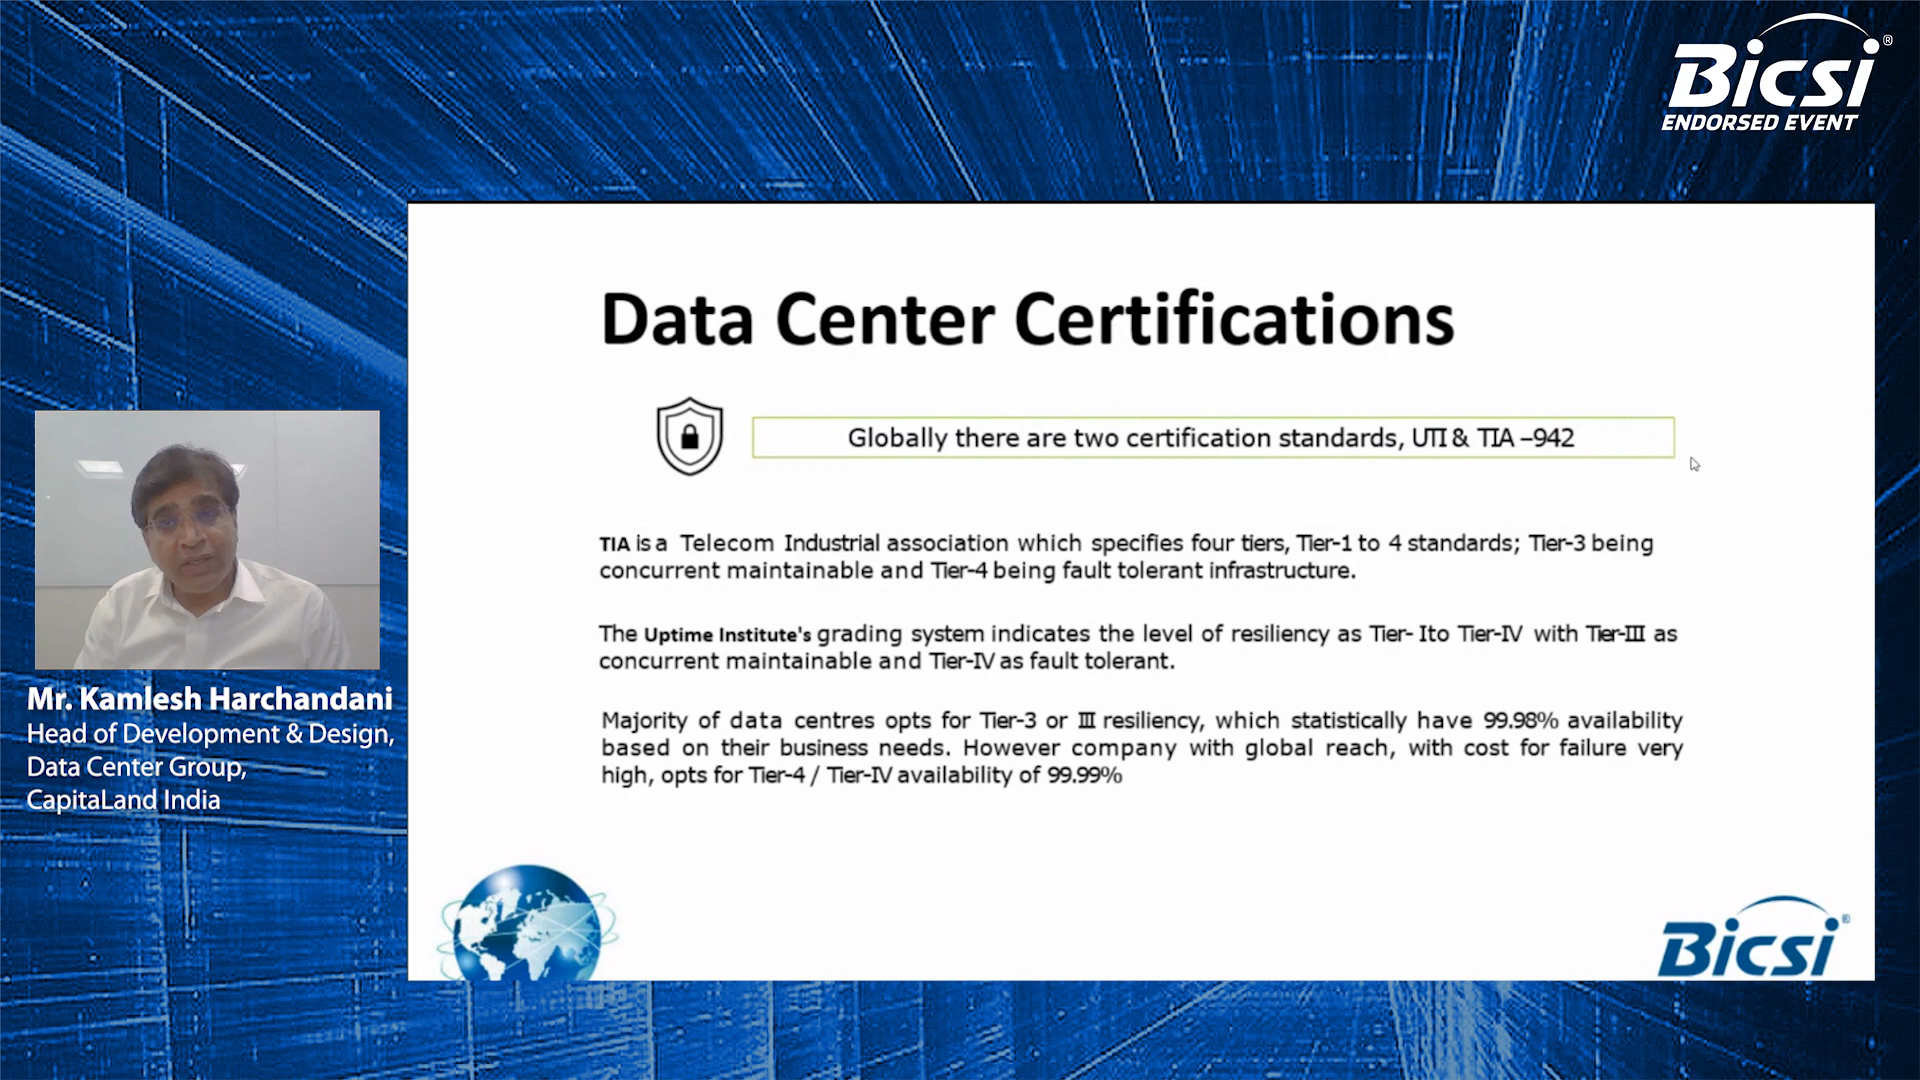 Bicsi®
ENDORSED EVENT
Data Center Certifications
Globally there are two certification standards, UTI & TIA –942
TIA is a Telecom Industrial association which specifies four tiers, Tier-1 to 4 standards; Tier-3 being
concurrent maintainable and Tier-4 being fault tolerant infrastructure.
The Uptime Institute's grading system indicates the level of resiliency as Tier- Ito Tier-IV with Tier-III as
concurrent maintainable and Tier-IV as fault tolerant.
Majority of data centres opts for Tier-3 or III resiliency, which statistically have 99.98% availability
based on their business needs. However company with global reach, with cost for failure very
high, opts for Tier-4 / Tier-IV availability of 99.99%
Mr. Kamlesh Harchandani
Head of Development & Design,
Data Center Group,
CapitaLand India
Bicsi®